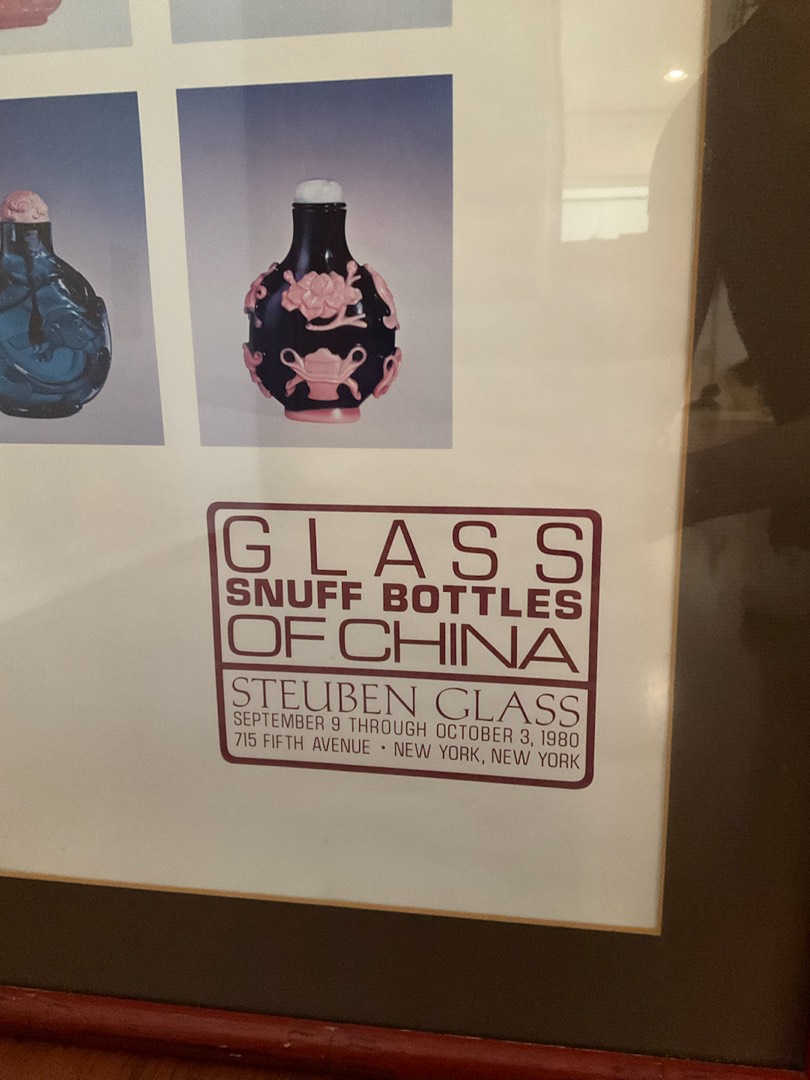 GLASS
SNUFF BOTTLES
OF CHINA
STEUBEN GLASS
SEPTEMBER 9 THROUGH OCTOBER 3, 1980
715 FIFTH AVENUE • NEW YORK, NEW YORK